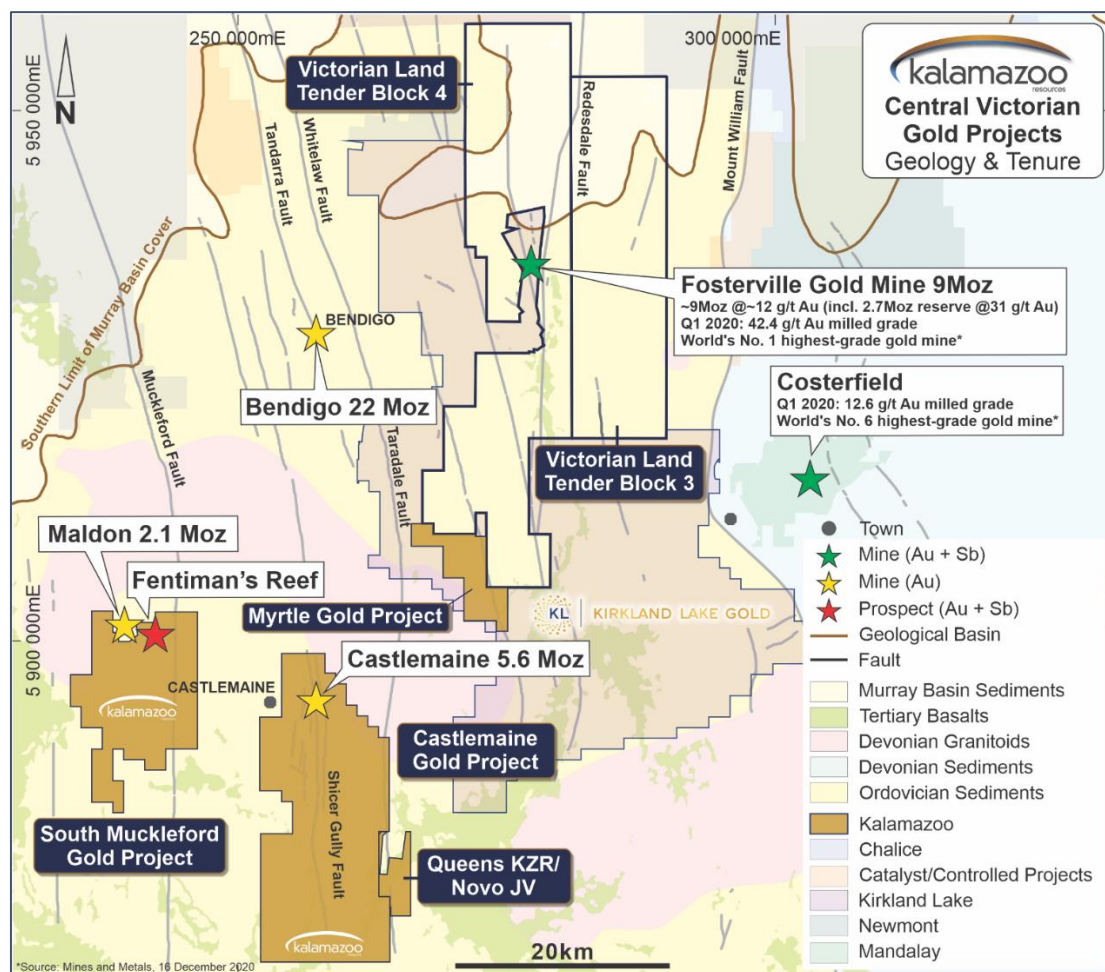 250 000mE
300 000mE
5 950 000mE
5 900 000mE
N
kalamazoo
resources
Central Victorian
Gold Projects
Geology & Tenure
Victorian Land
Tender Block 4
Tandarra Fault
Whitelaw Fault
Redesdale Fault
Mount William Fault
Southern Limit of Murray Basin Cover
Muckleford Fault
BENDIGO
Bendigo 22 Moz
Taradale Fault
Fosterville Gold Mine 9Moz
~9Moz @~12 g/t Au (incl. 2.7Moz reserve @31 g/t Au)
Q1 2020: 42.4 g/t Au milled grade
World's No. 1 highest-grade gold mine*
Costerfield
Q1 2020: 12.6 g/t Au milled grade
World's No. 6 highest-grade gold mine*
Victorian Land
Tender Block 3
Maldon 2.1 Moz
Fentiman's Reef
Myrtle Gold Project
KL
KIRKLAND LAKE GOLD
Castlemaine 5.6 Moz
CASTLEMAINE
kalamazoo
Castlemaine
Gold Project
South Muckleford
Gold Project
Shicer Gully Fault
Queens KZR/
Novo JV
kalamazoo
20km
*Source: Mines and Metals, 16 December 2020
Town
Mine (Au + Sb)
Mine (Au)
Prospect (Au + Sb)
Geological Basin
Fault
Murray Basin Sediments
Tertiary Basalts
Devonian Granitoids
Devonian Sediments
Ordovician Sediments
Kalamazoo
Chalice
Catalyst/Controlled Projects
Kirkland Lake
Newmont
Mandalay